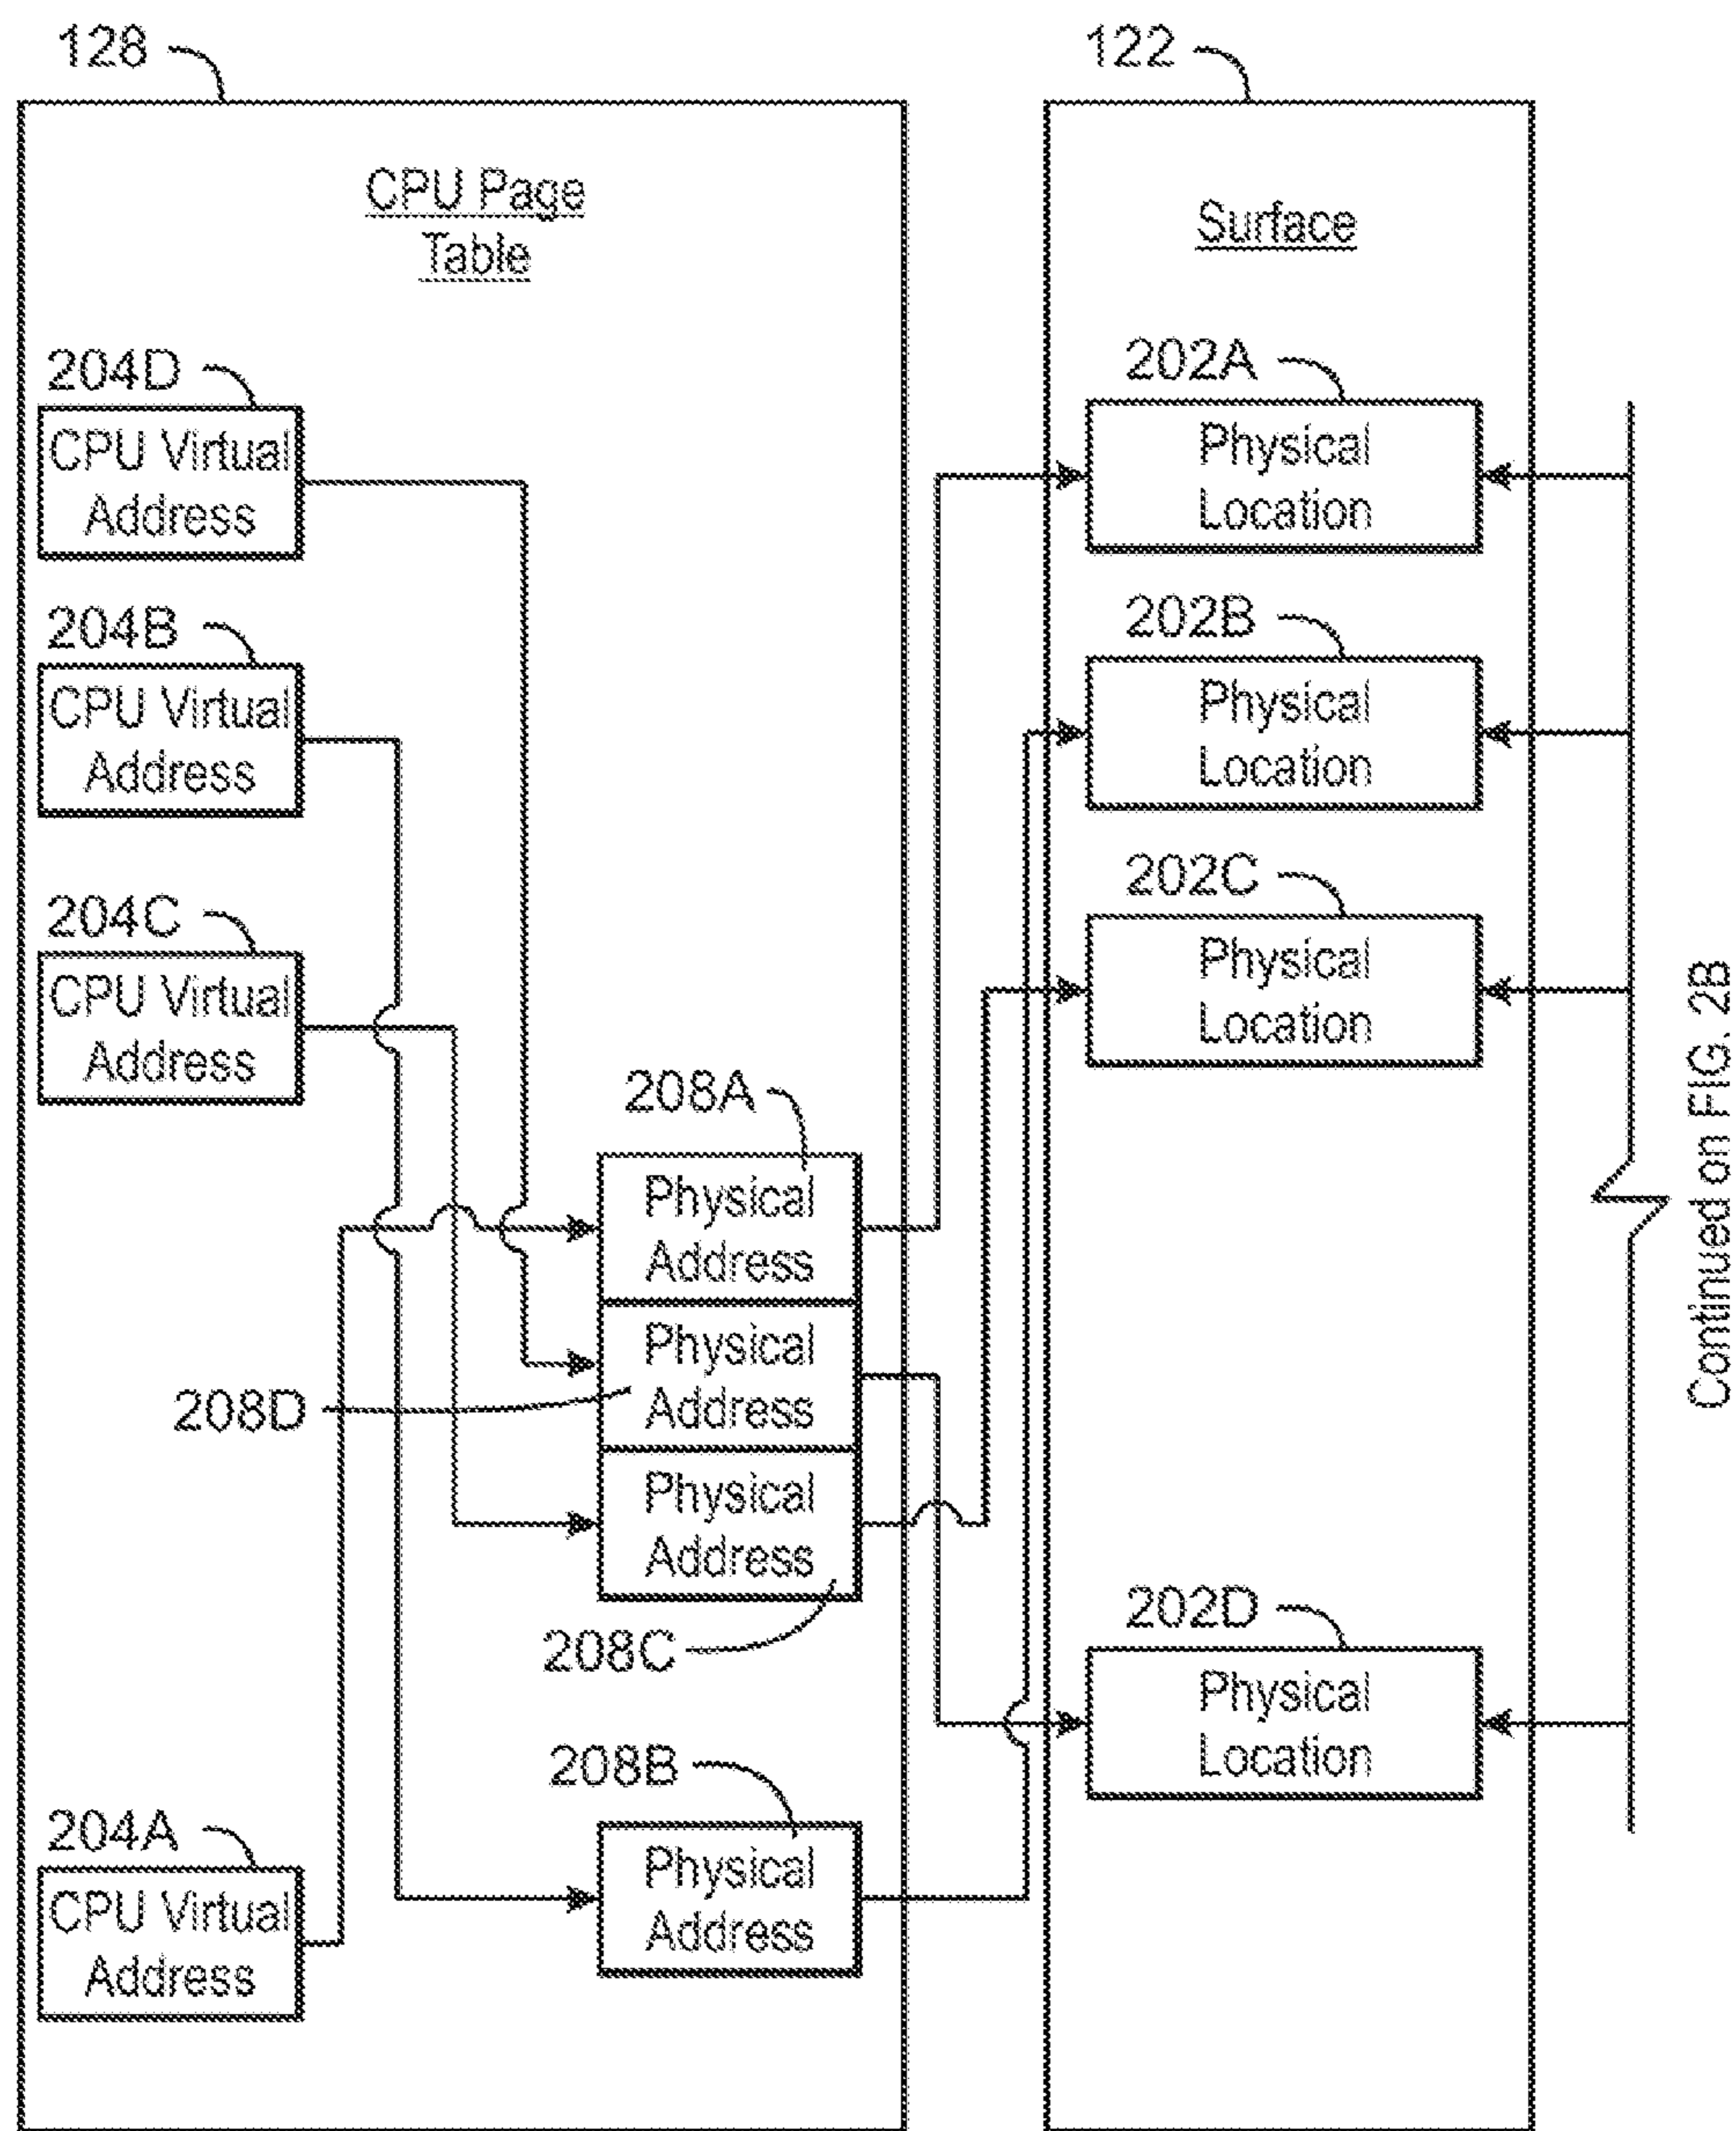 128
122
CPU Page
Table
Surface
204D
CPU Virtual
Address
204B
CPU Virtual
Address
204C
CPU Virtual
Address
208A
Physical
Address
Physical
Address
208D
Physical
Address
208C
208B
Physical
Address
204A
CPU Virtual
Address
202A
Physical
Location
202B
Physical
Location
202C
Physical
Location
202D
Physical
Location
Continued on FIG. 2B